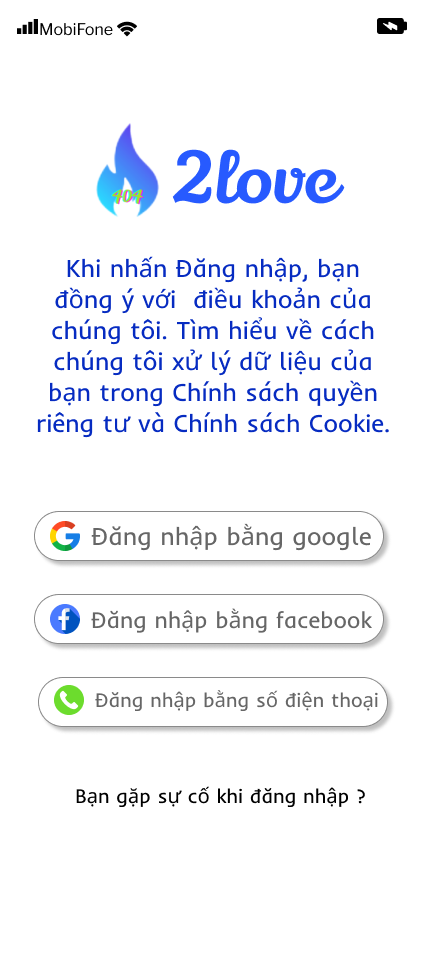 MobiFone
404
2love
Khi nhấn Đăng nhập, bạn
đồng ý với điều khoản của
chúng tôi. Tìm hiểu về cách
chúng tôi xử lý dữ liệu của
bạn trong Chính sách quyền
riêng tư và Chính sách Cookie.
Đăng nhập bằng google
Đăng nhập bằng facebook
Đăng nhập bằng số điện thoại
Bạn gặp sự cố khi đăng nhập ?